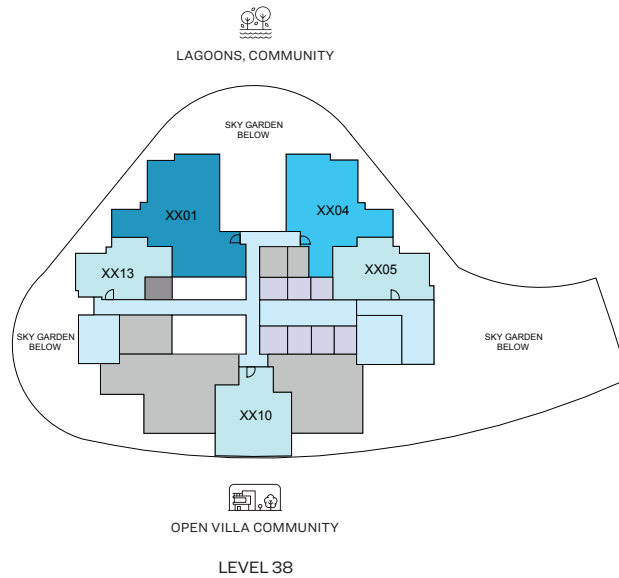 LAGOONS, COMMUNITY
SKY GARDEN
BELOW
XX01
XX04
XX13
XX05
SKY GARDEN
BELOW
SKY GARDEN
BELOW
XX10
OPEN VILLA COMMUNITY
LEVEL 38